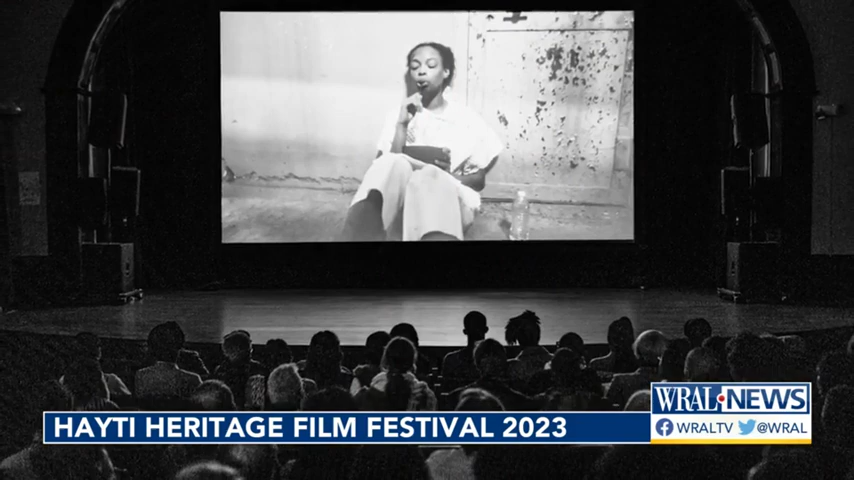 HAYTI HERITAGE FILM FESTIVAL 2023
WRAL NEWS
WRALTV @WRAL